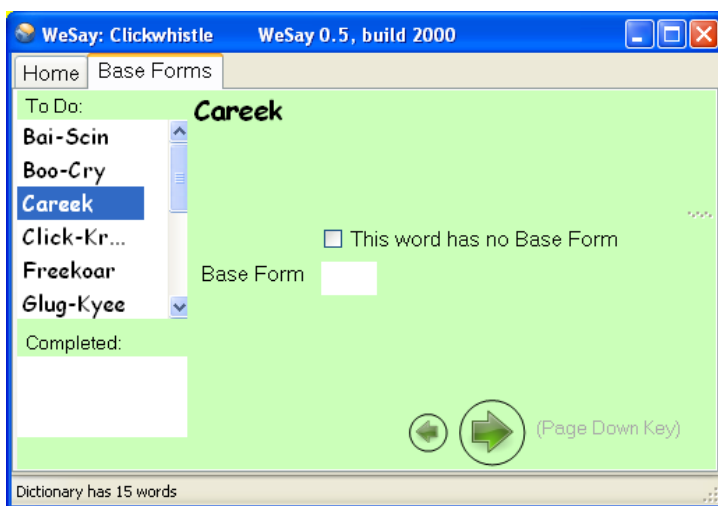 WeSay: Clickwhistle WeSay 0.5, build 2000
Home Base Forms
To Do:
Careek
Bai-Scin
Boo-Cry
Careek
Click-Kr...
Freekoar
Glug-Kyee
This word has no Base Form
Base Form
Completed:
(Page Down Key)
Dictionary has 15 words